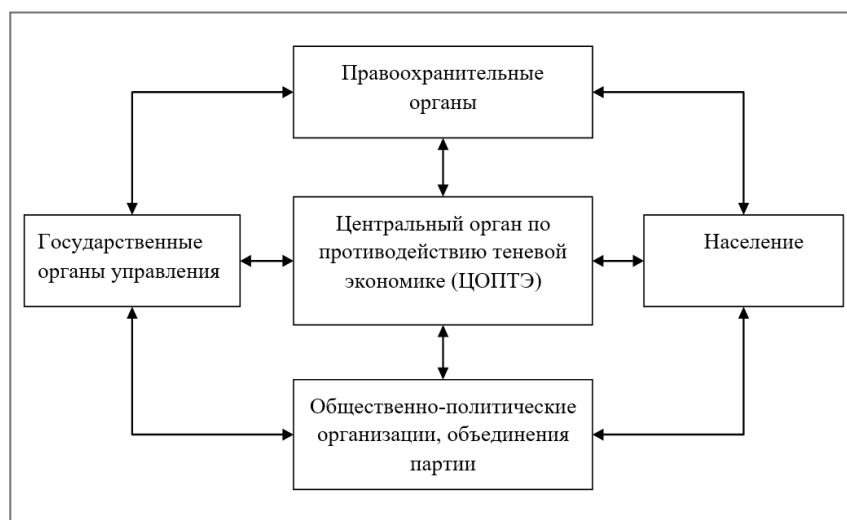 Правоохранительные
органы
Государственные
органы управления
Центральный орган по
противодействию теневой
экономике (ЦОПТЭ)
Население
Общественно-политические
организации, объединения
партии